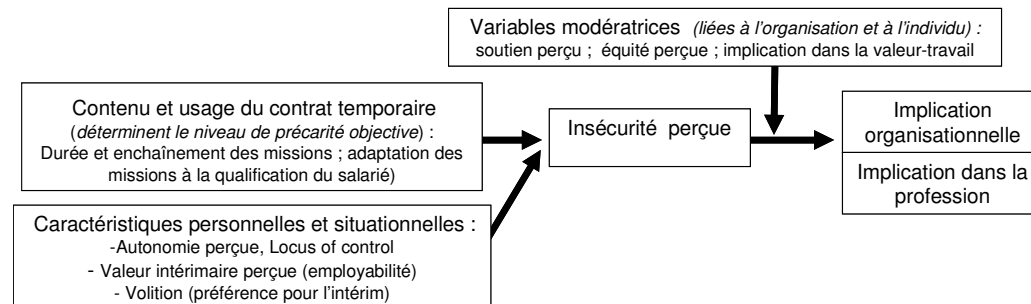 Variables modératrices (liées à l'organisation et à l'individu) :
soutien perçu ; équité perçue ; implication dans la valeur-travail
Contenu et usage du contrat temporaire
(déterminent le niveau de précarité objective) :
Durée et enchaînement des missions ; adaptation des
missions à la qualification du salarié)
Insécurité perçue
Implication
organisationnelle
Implication dans la
profession
Caractéristiques personnelles et situationnelles :
-Autonomie perçue, Locus of control
- Valeur intérimaire perçue (employabilité)
- Volition (préférence pour l'intérim)